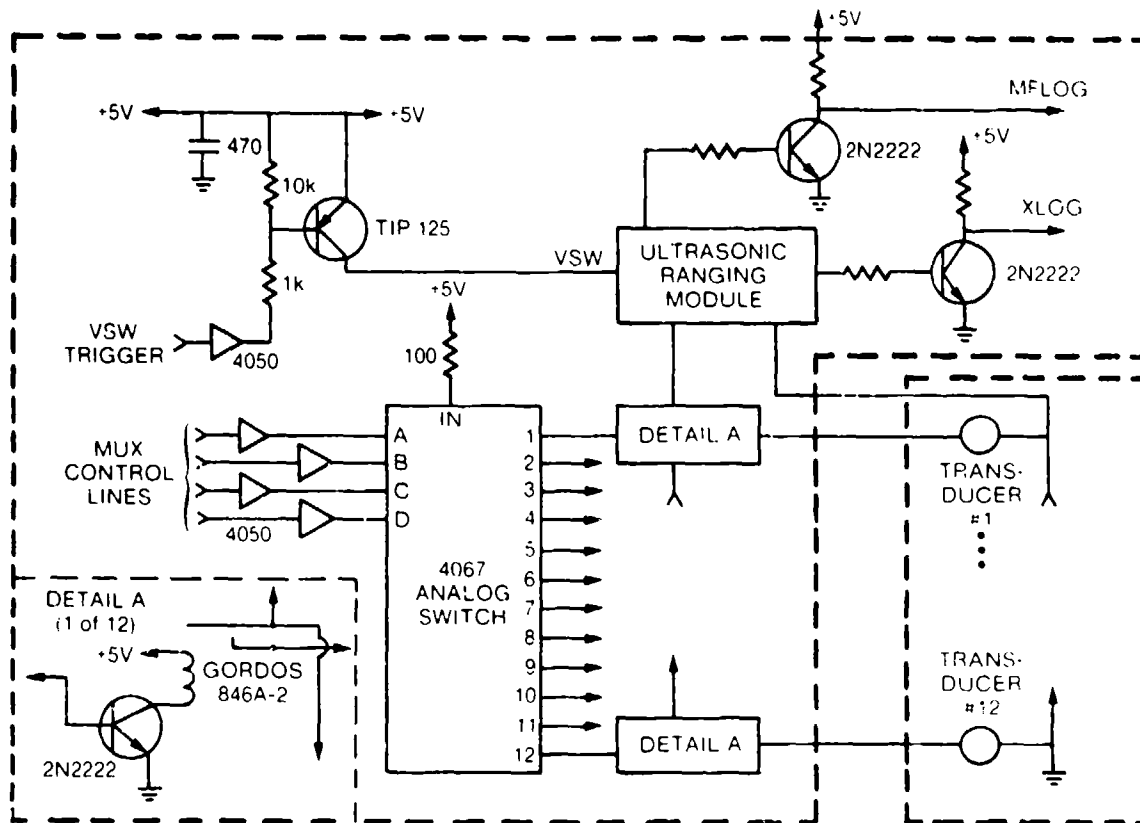 +5V
MFLOG
+5V
+5V
+5V
470
2N2222
10k
XLOG
TIP 125
VSW
ULTRASONIC
RANGING
MODULE
2N2222
1k
+5V
VSW
TRIGGER
4050
100
IN
MUX
CONTROL
LINES
4050
A
B
C
D
4067
ANALOG
SWITCH
1
2
3
4
5
6
7
8
9
10
11
12
DETAIL A
TRANS-
DUCER
#1
DETAIL A
(1 of 12)
+5V
GORDOS
846A-2
2N2222
DETAIL A
TRANS-
DUCER
#12